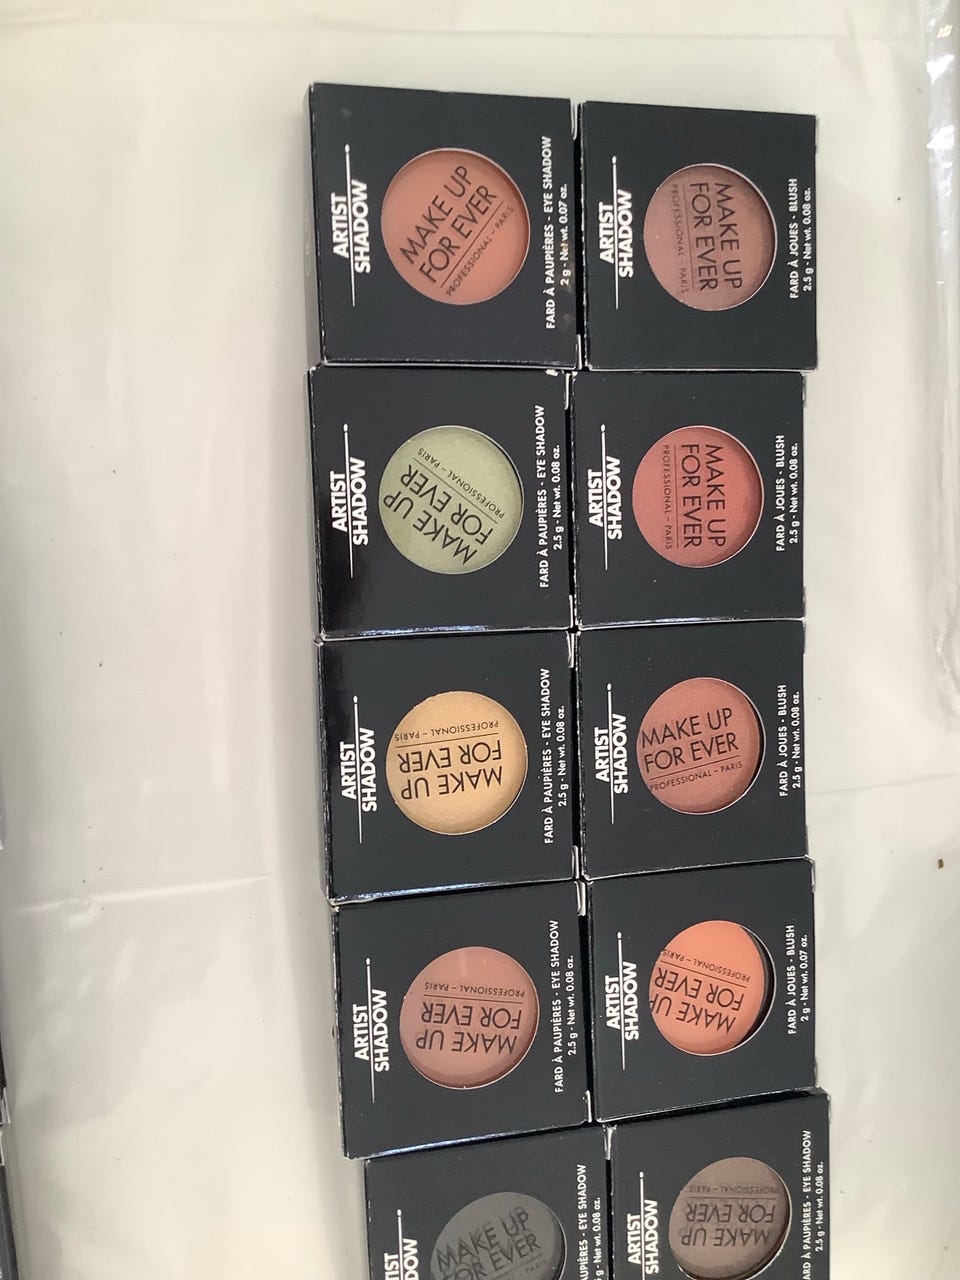 ARTIST
SHADOW
MAKE UP
FOR EVER
PROFESSIONAL – PARIS
FARD À PAUPIÈRES - EYE SHADOW
2 g - Net wt. 0.07 oz.
ARTIST
SHADOW
MAKE UP
FOR EVER
PROFESSIONAL – PARIS
FARD À JOUES - BLUSH
2.5 g - Net wt. 0.08 oz.
ARTIST
SHADOW
MAKE UP
FOR EVER
PROFESSIONAL – PARIS
FARD À PAUPIÈRES - EYE SHADOW
2.5 g - Net wt. 0.08 oz.
ARTIST
SHADOW
MAKE UP
FOR EVER
PROFESSIONAL – PARIS
FARD À JOUES - BLUSH
2.5 g - Net wt. 0.08 oz.
ARTIST
SHADOW
MAKE UP
FOR EVER
PROFESSIONAL – PARIS
FARD À PAUPIÈRES - EYE SHADOW
2.5 g - Net wt. 0.08 oz.
ARTIST
SHADOW
MAKE UP
FOR EVER
PROFESSIONAL – PARIS
FARD À JOUES - BLUSH
2.5 g - Net wt. 0.08 oz.
ARTIST
SHADOW
MAKE UP
FOR EVER
PROFESSIONAL – PARIS
FARD À PAUPIÈRES - EYE SHADOW
2.5 g - Net wt. 0.08 oz.
ARTIST
SHADOW
MAKE UP
FOR EVER
PROFESSIONAL – PARIS
FARD À JOUES - BLUSH
2 g - Net wt. 0.07 oz.
MAKE UP
FOR EVER
EYE SHADOW
Net wt. 0.08 oz.
ARTIST
SHADOW
MAKE UP
FOR EVER
PROFESSIONAL – PARIS
À PAUPIÈRES - EYE SHADOW
2.5 g - Net wt. 0.08 oz.